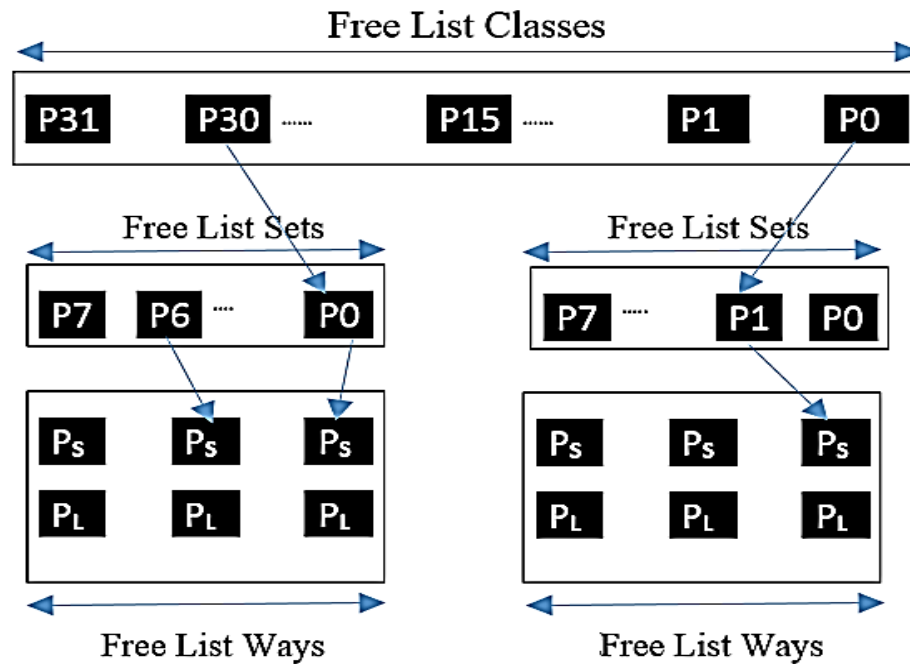 Free List Classes
P31 P30 ...... P15 ...... P1 P0
Free List Sets Free List Sets
P7 P6 .... P0 P7 ..... P1 P0
PS PS PS PS PS PS
PL PL PL PL PL PL
Free List Ways Free List Ways